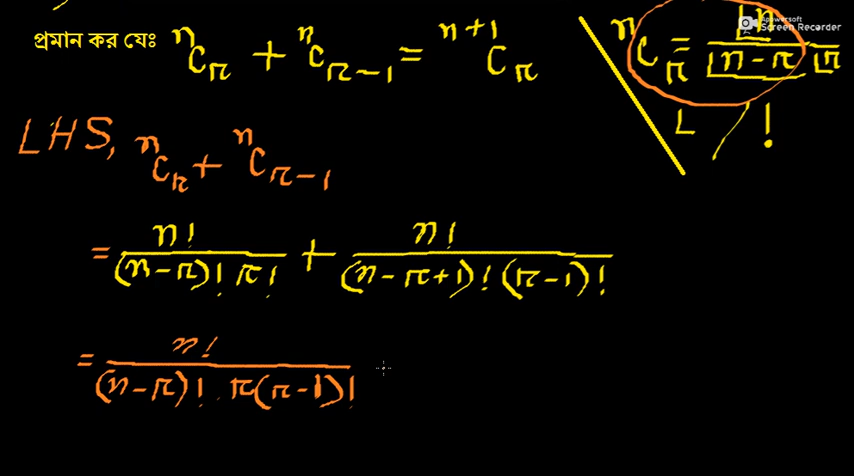 প্রমান কর যেঃ ⁿCᵣ + ⁿCᵣ₋₁ = ⁿ⁺¹Cᵣ
ⁿCᵣ = ∟n / ∟n-r ∟r
∟ / !
Apowersoft
Screen Recorder
LHS, ⁿCᵣ + ⁿCᵣ₋₁
= n! / (n-r)! r! + n! / (n-r+1)! (r-1)!
= n! / (n-r)! r(r-1)!